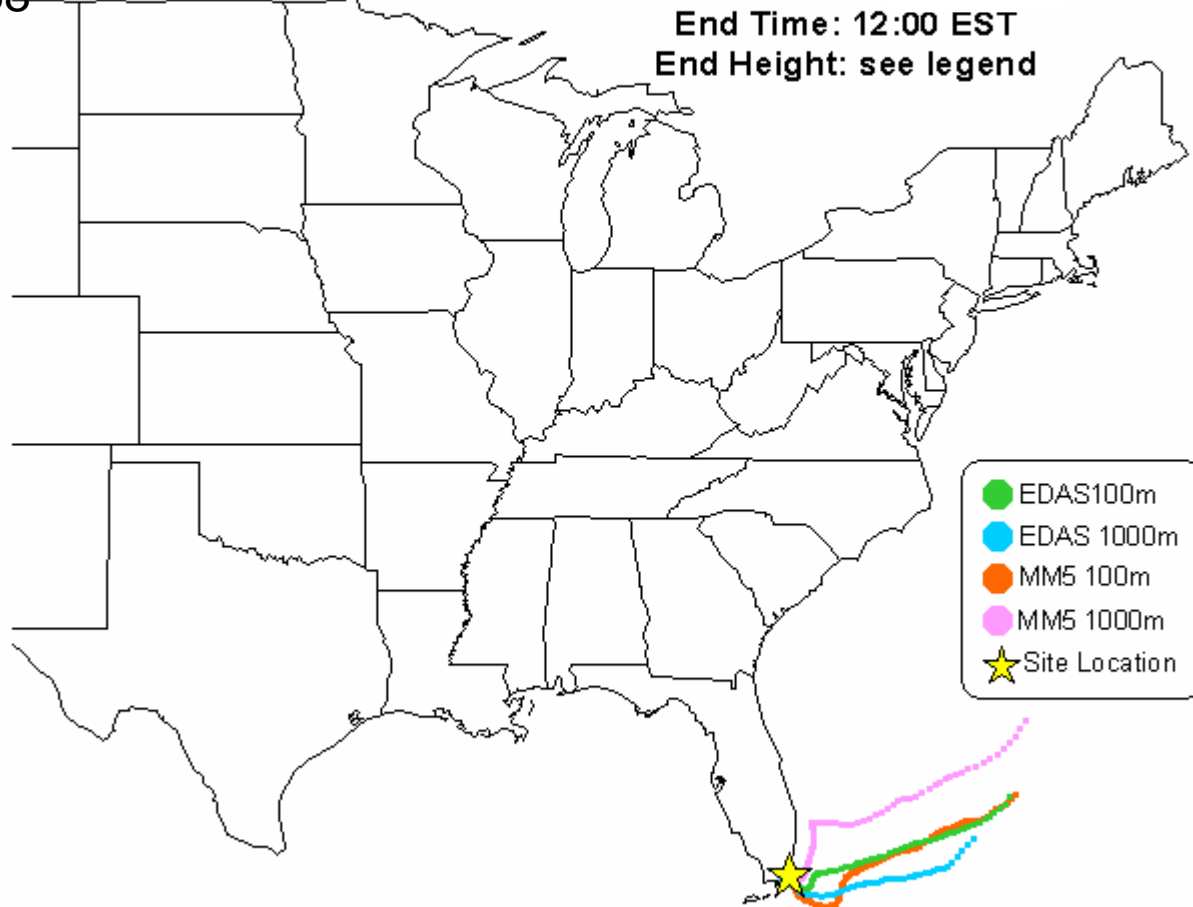 End Time: 12:00 EST
End Height: see legend
EDAS100m
EDAS 1000m
MM5 100m
MM5 1000m
Site Location